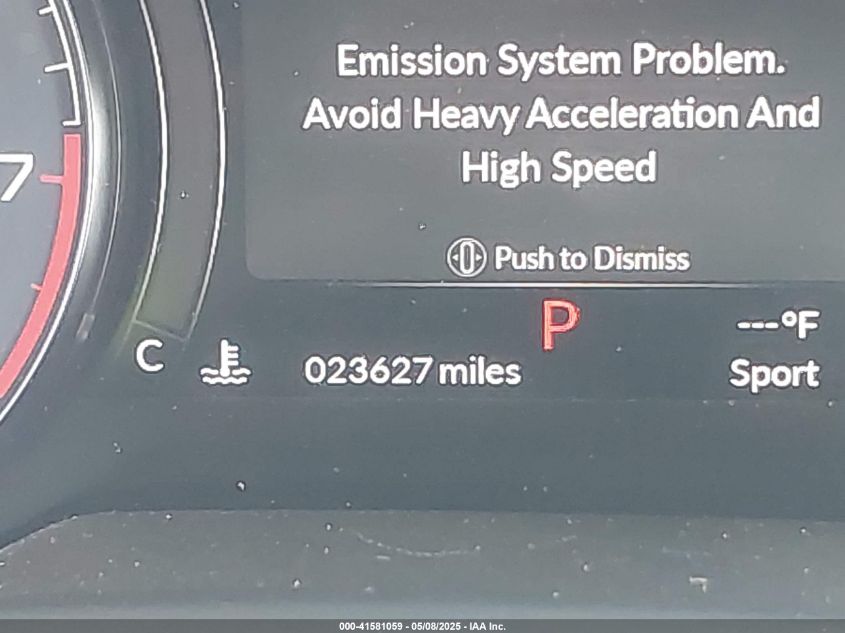 Emission System Problem.
Avoid Heavy Acceleration And
High Speed
Push to Dismiss
7
P
---°F
C
023627 miles
Sport
000-41581059 - 05/08/2025 - IAA Inc.